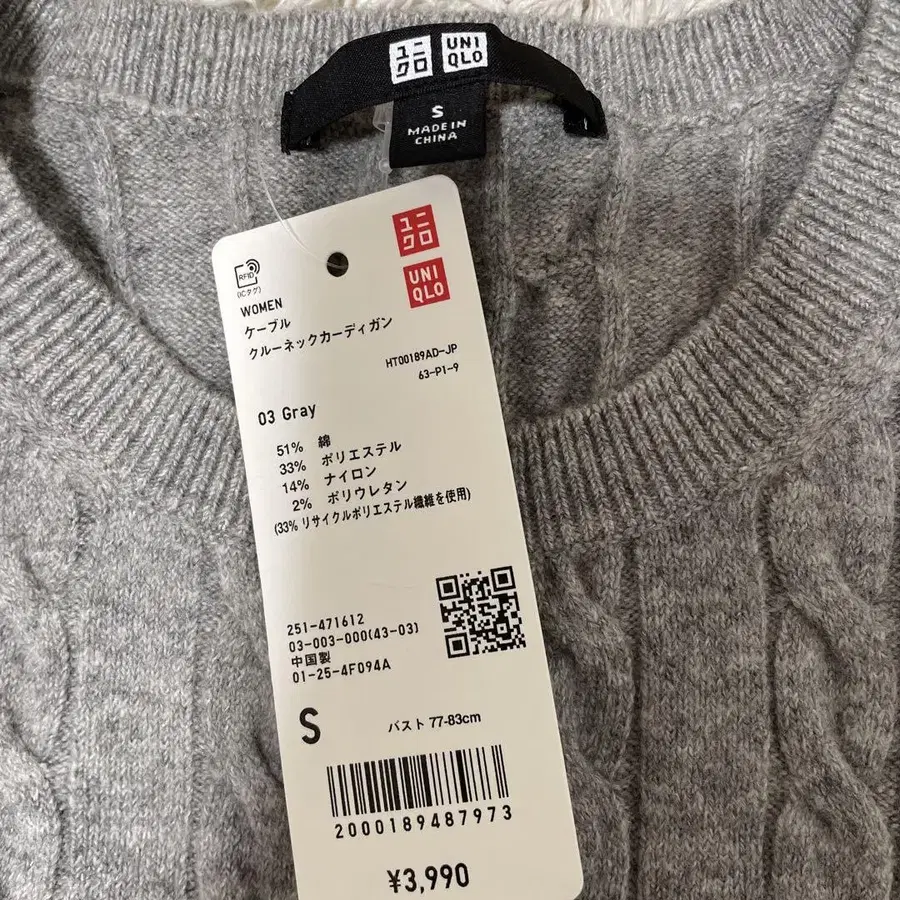 ユニ
クロ
UNI
QLO
S
MADE IN
CHINA
ユニ
クロ
UNI
QLO
RFID
(ICタグ)
WOMEN
ケーブル
クルーネックカーディガン
HT00189AD-JP
63-P1-9
03 Gray
51% 綿
33% ポリエステル
14% ナイロン
2% ポリウレタン
(33% リサイクルポリエステル繊維を使用)
251-471612
03-003-000(43-03)
中国製
01-25-4F094A
S
バスト 77-83cm
2000189487973
¥3,990